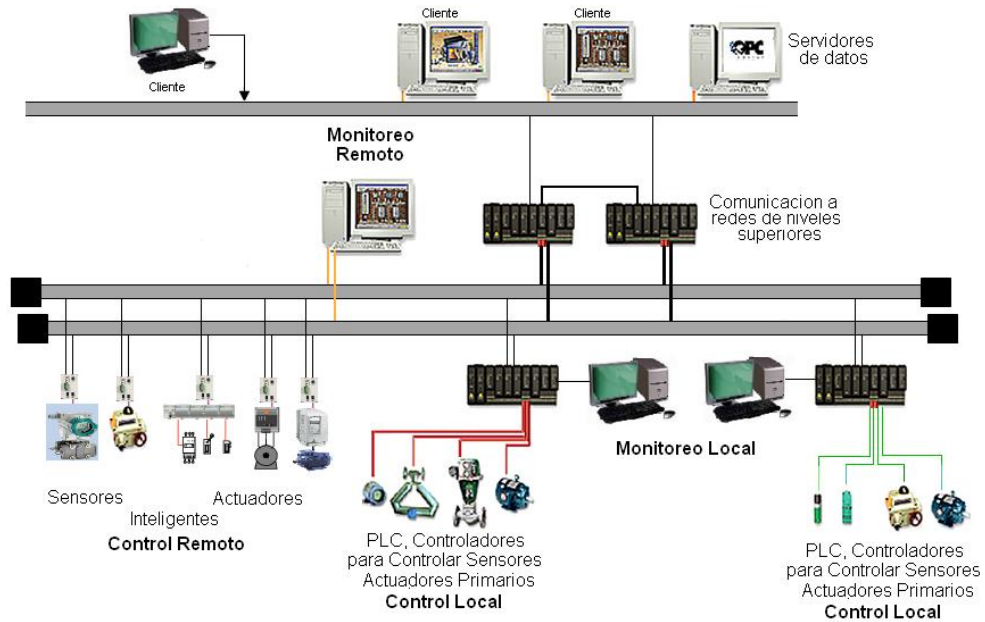 Cliente
Cliente
Cliente
OPC
Servidores
de datos
Monitoreo
Remoto
Comunicacion a
redes de niveles
superiores
Monitoreo Local
Sensores
Actuadores
Inteligentes
Control Remoto
PLC, Controladores
para Controlar Sensores
Actuadores Primarios
Control Local
PLC, Controladores
para Controlar Sensores
Actuadores Primarios
Control Local